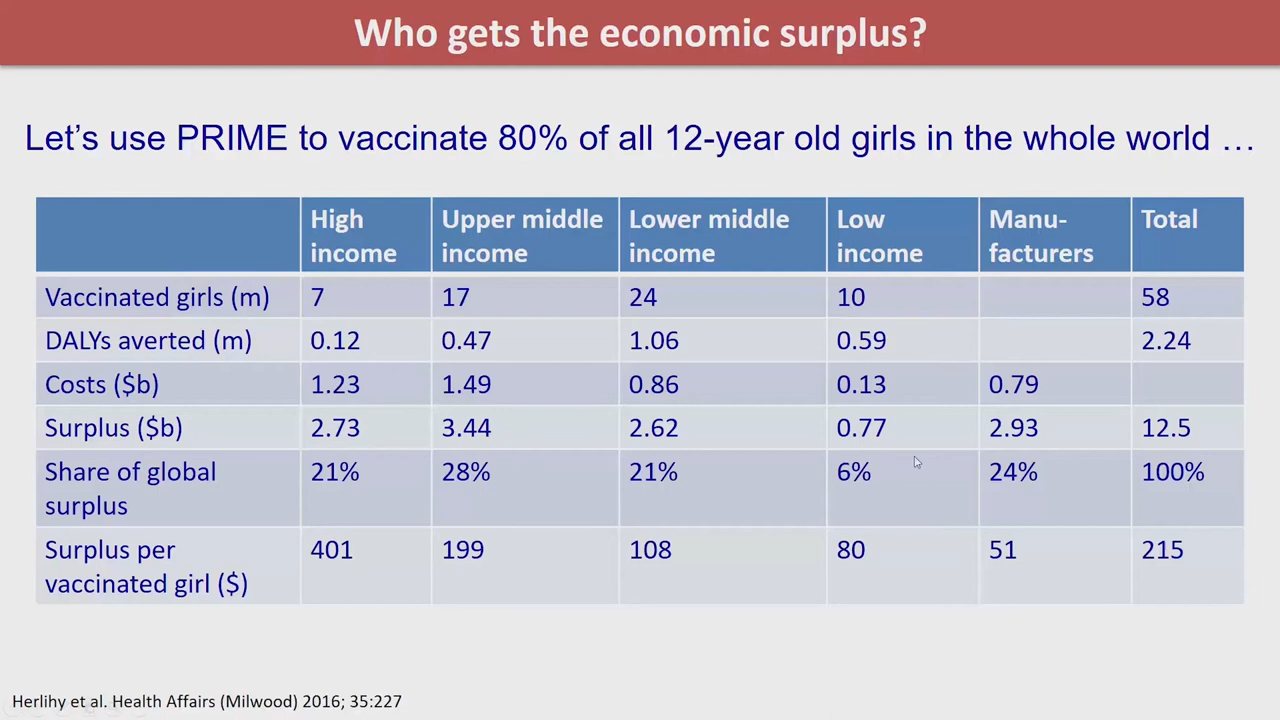 Who gets the economic surplus?
Let's use PRIME to vaccinate 80% of all 12-year old girls in the whole world …
High income Upper middle income Lower middle income Low income Manu-facturers Total
Vaccinated girls (m) 7 17 24 10 58
DALYs averted (m) 0.12 0.47 1.06 0.59 2.24
Costs ($b) 1.23 1.49 0.86 0.13 0.79
Surplus ($b) 2.73 3.44 2.62 0.77 2.93 12.5
Share of global surplus 21% 28% 21% 6% 24% 100%
Surplus per vaccinated girl ($) 401 199 108 80 51 215
Herlihy et al. Health Affairs (Milwood) 2016; 35:227